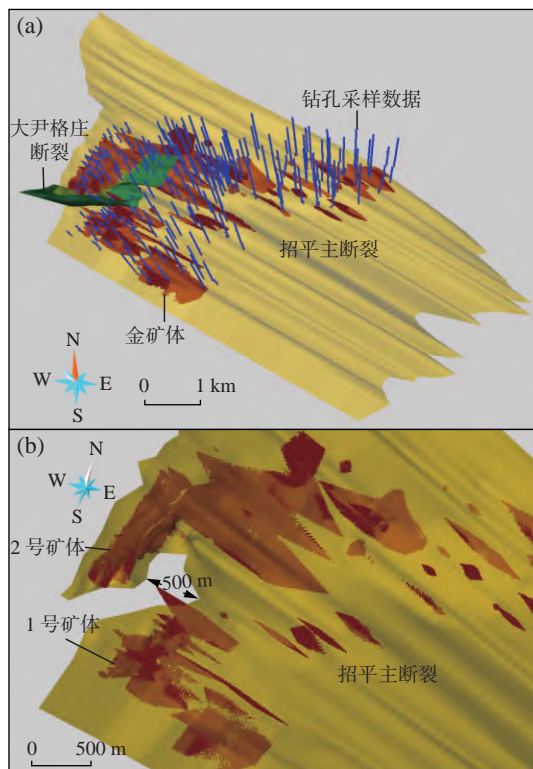 (a)
钻孔采样数据
大尹格庄
断裂
招平主断裂
金矿体
N
W
E
S
0
1 km
(b)
N
W
E
S
2 号矿体
500 m
1 号矿体
招平主断裂
0
500 m